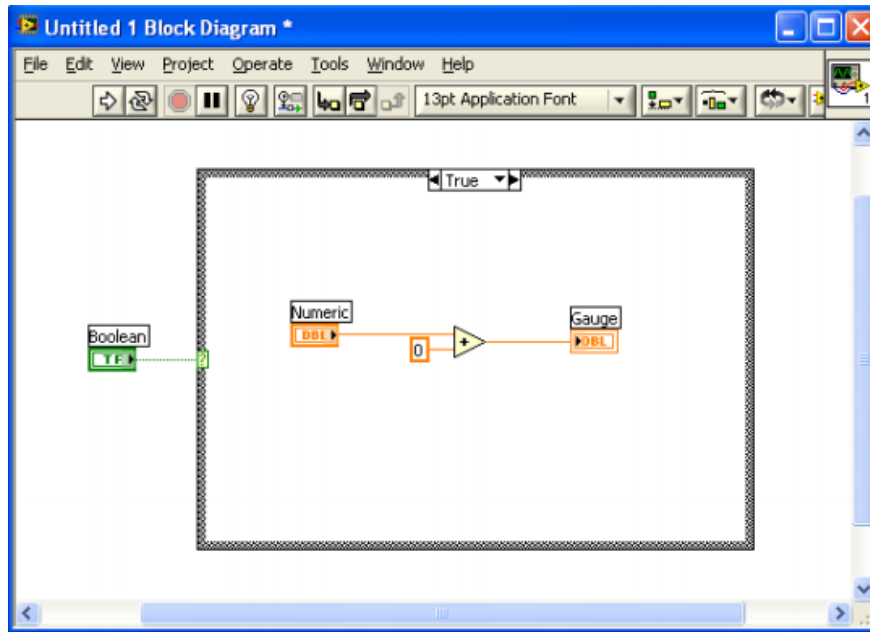 Untitled 1 Block Diagram *
File Edit View Project Operate Tools Window Help
13pt Application Font
1
True
Numeric
DBL
Gauge
DBL
Boolean
TF
?
0
+